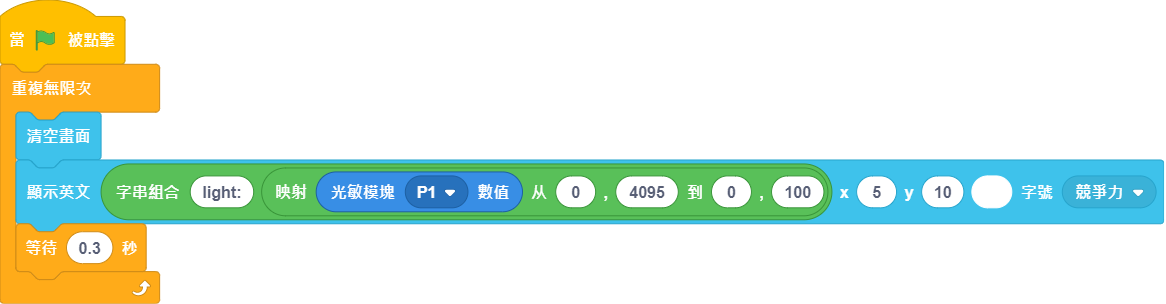 當 被點擊
重複無限次
清空畫面
顯示英文 字串組合 light: 映射 光敏模塊 P1 數值 从 0 , 4095 到 0 , 100 x 5 y 10 字號 競爭力
等待 0.3 秒